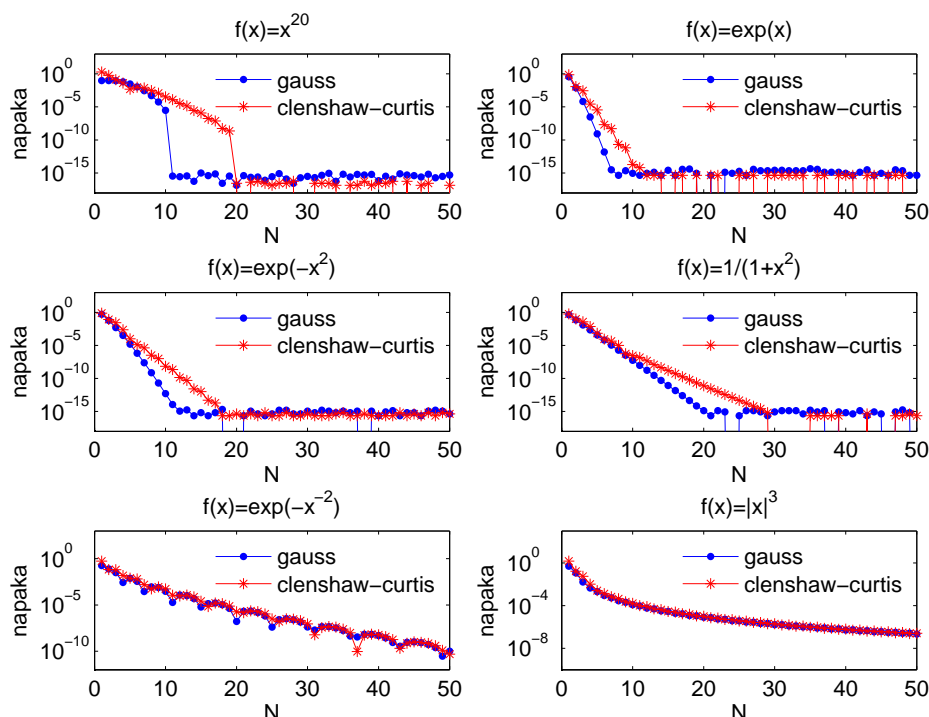 f(x)=x^20
napaka
10^0
10^−5
10^−10
10^−15
gauss
clenshaw−curtis
0 10 20 30 40 50
N
f(x)=exp(x)
napaka
10^0
10^−5
10^−10
10^−15
gauss
clenshaw−curtis
0 10 20 30 40 50
N
f(x)=exp(−x^2)
napaka
10^0
10^−5
10^−10
10^−15
gauss
clenshaw−curtis
0 10 20 30 40 50
N
f(x)=1/(1+x^2)
napaka
10^0
10^−5
10^−10
10^−15
gauss
clenshaw−curtis
0 10 20 30 40 50
N
f(x)=exp(−x^−2)
napaka
10^0
10^−5
10^−10
gauss
clenshaw−curtis
0 10 20 30 40 50
N
f(x)=|x|^3
napaka
10^0
10^−4
10^−8
gauss
clenshaw−curtis
0 10 20 30 40 50
N